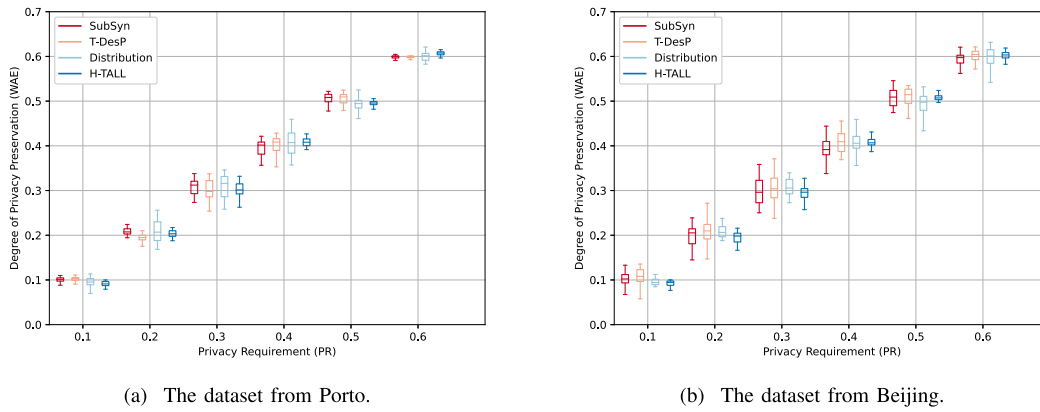 0.7
0.6
0.5
0.4
0.3
0.2
0.1
0.0
Degree of Privacy Preservation (WAE)
SubSyn
T-DesP
Distribution
H-TALL
0.1 0.2 0.3 0.4 0.5 0.6
Privacy Requirement (PR)
(a) The dataset from Porto.
0.7
0.6
0.5
0.4
0.3
0.2
0.1
0.0
Degree of Privacy Preservation (WAE)
SubSyn
T-DesP
Distribution
H-TALL
0.1 0.2 0.3 0.4 0.5 0.6
Privacy Requirement (PR)
(b) The dataset from Beijing.